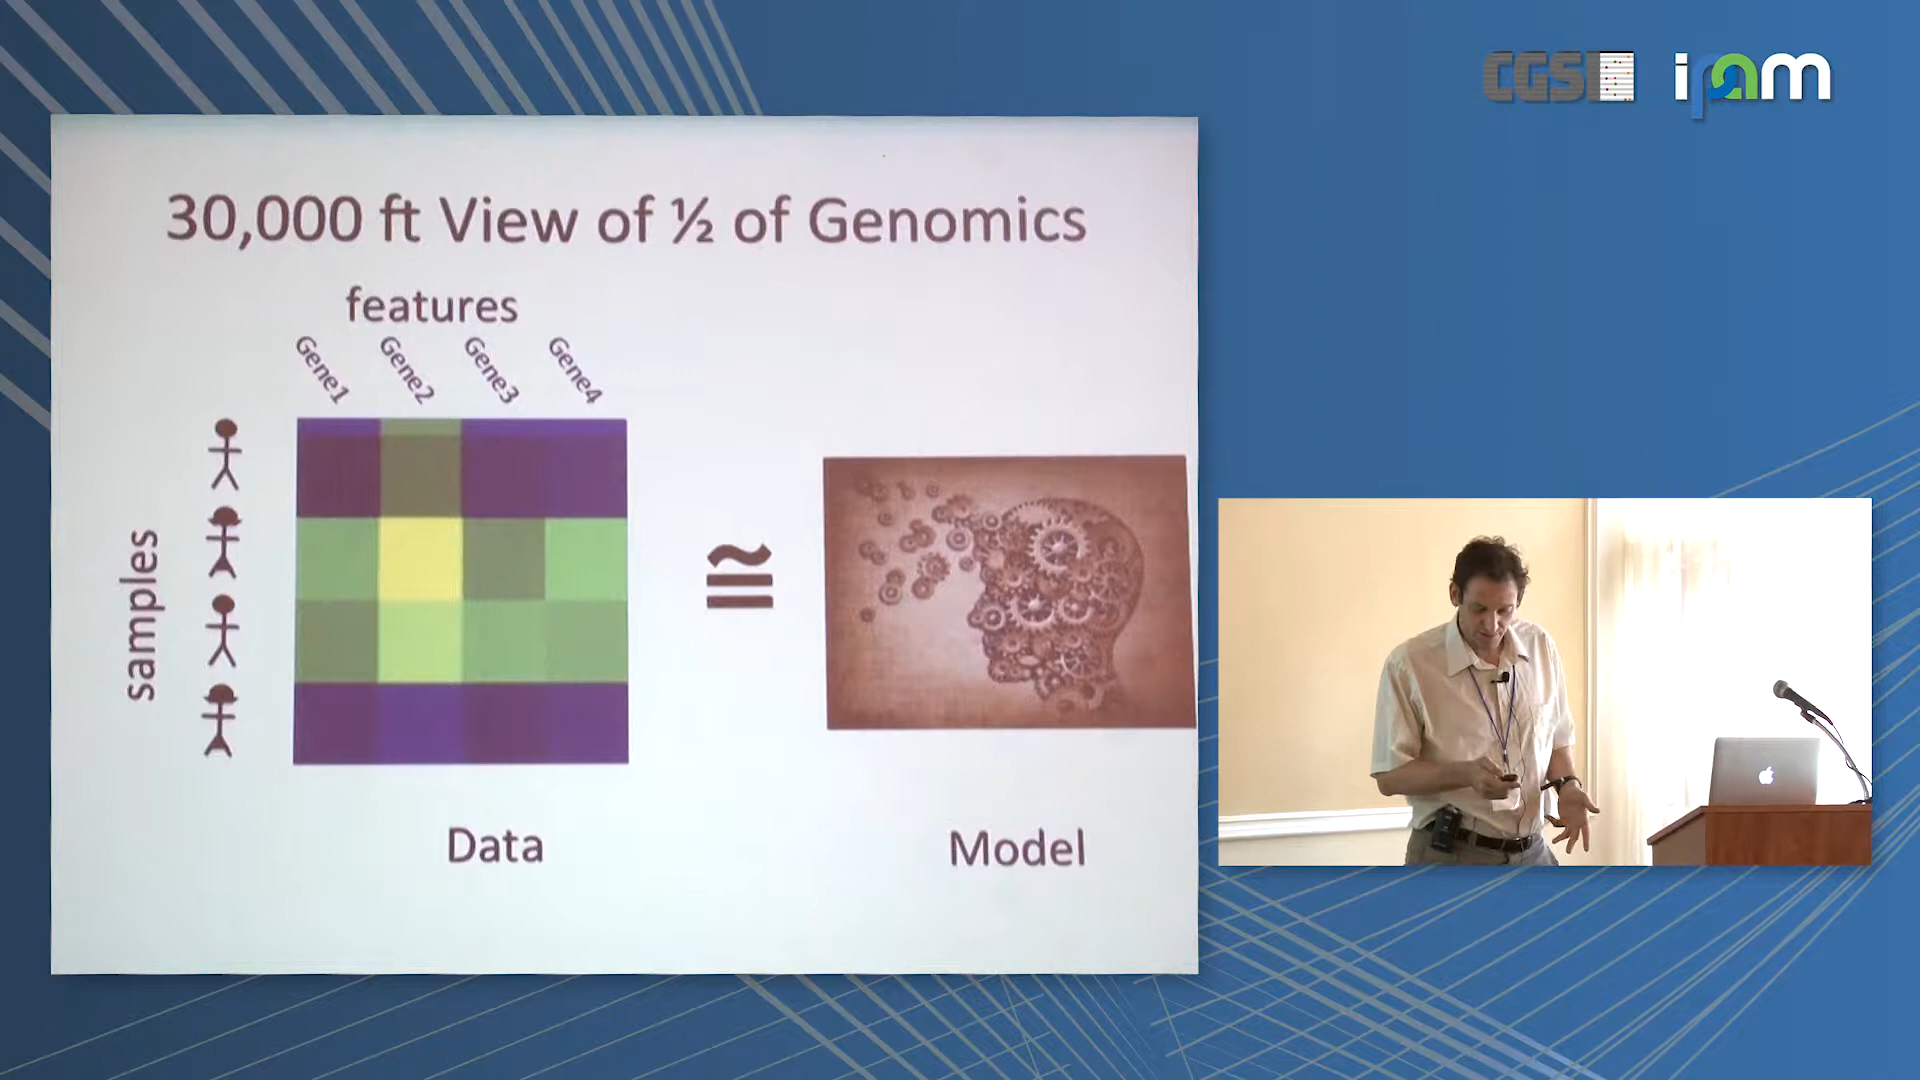 CGSI
ipam
30,000 ft View of ½ of Genomics
features
Gene1 Gene2 Gene3 Gene4
samples
≅
Data
Model